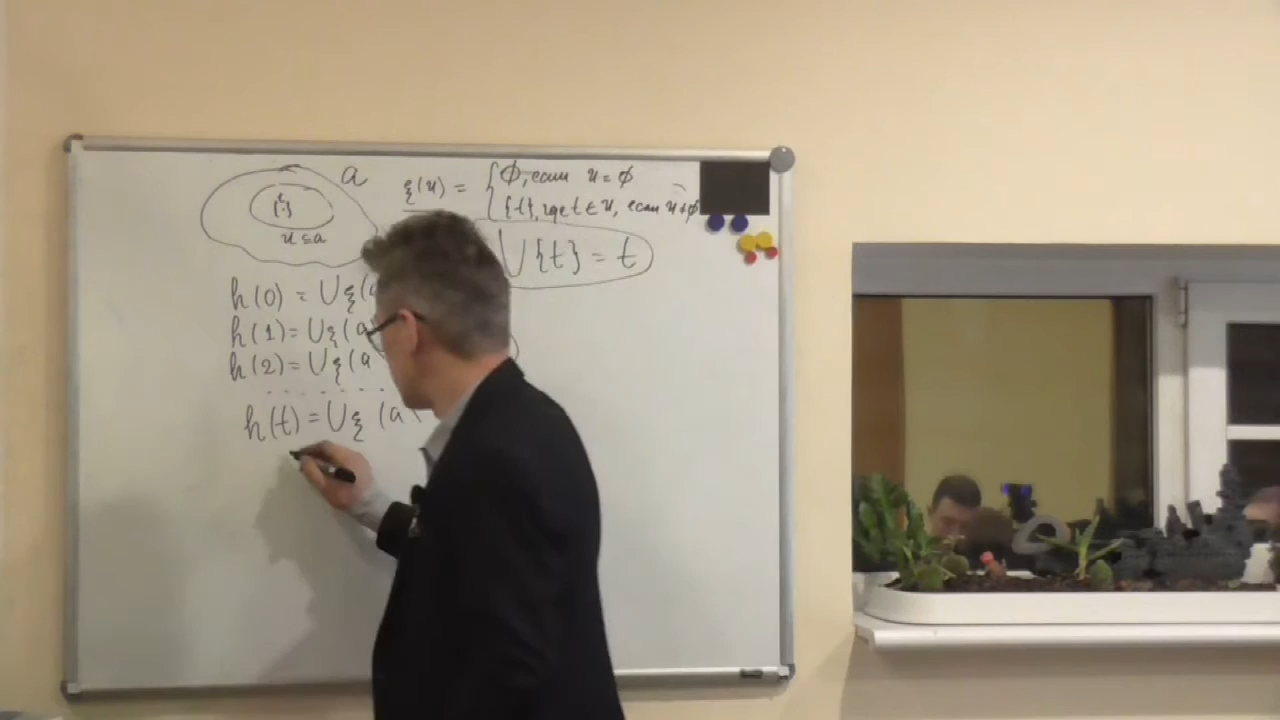 a
ξ(u) = { ∅, если u = ∅
{t}, где t ∈ u, если u ≠ ∅
t
{·}
u ⊆ a
∪{t} = t
h(0) = ∪ξ(a
h(1) = ∪ξ(a
h(2) = ∪ξ(a
. . . . . .
h(t) = ∪ξ (a \